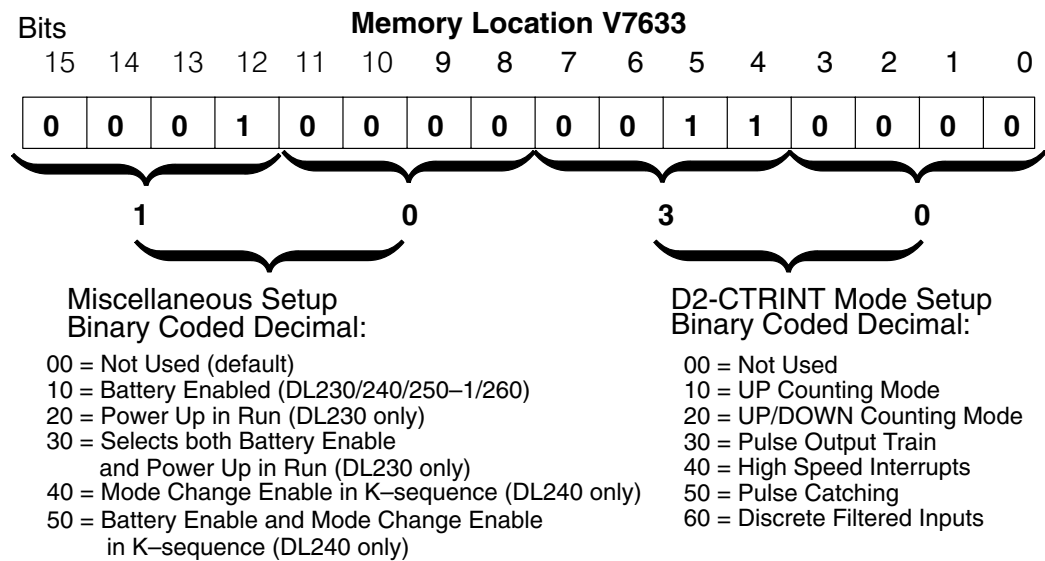 Memory Location V7633
Bits
15 14 13 12 11 10 9 8 7 6 5 4 3 2 1 0
0 0 0 1 0 0 0 0 0 0 1 1 0 0 0 0
1 0 3 0
Miscellaneous Setup
Binary Coded Decimal:
00 = Not Used (default)
10 = Battery Enabled (DL230/240/250–1/260)
20 = Power Up in Run (DL230 only)
30 = Selects both Battery Enable
and Power Up in Run (DL230 only)
40 = Mode Change Enable in K–sequence (DL240 only)
50 = Battery Enable and Mode Change Enable
in K–sequence (DL240 only)
D2-CTRINT Mode Setup
Binary Coded Decimal:
00 = Not Used
10 = UP Counting Mode
20 = UP/DOWN Counting Mode
30 = Pulse Output Train
40 = High Speed Interrupts
50 = Pulse Catching
60 = Discrete Filtered Inputs